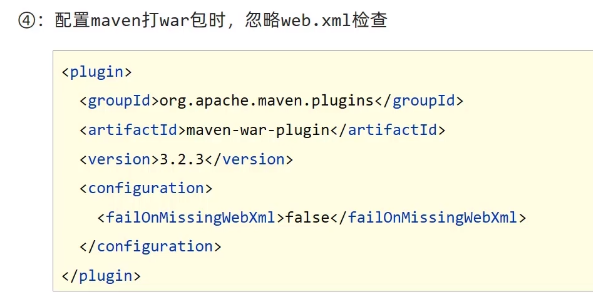 ④：配置maven打war包时，忽略web.xml检查
<plugin>
  <groupId>org.apache.maven.plugins</groupId>
  <artifactId>maven-war-plugin</artifactId>
  <version>3.2.3</version>
  <configuration>
    <failOnMissingWebXml>false</failOnMissingWebXml>
  </configuration>
</plugin>